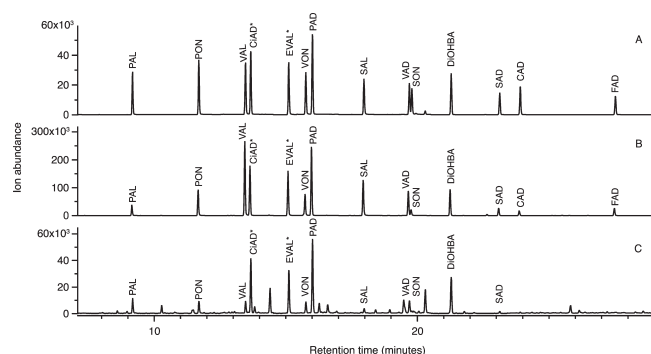 60x10³
40
20
0
Ion abundance
PAL
PON
VAL
CiAD*
EVAL*
VON
PAD
SAL
VAD
SON
DiOHBA
SAD
CAD
FAD
A
300x10³
200
100
0
PAL
PON
VAL
CiAD*
EVAL*
VON
PAD
SAL
VAD
SON
DiOHBA
SAD
CAD
FAD
B
60x10³
40
20
0
PAL
PON
VAL
CiAD*
EVAL*
VON
PAD
SAL
VAD
SON
DiOHBA
SAD
C
10
20
Retention time (minutes)